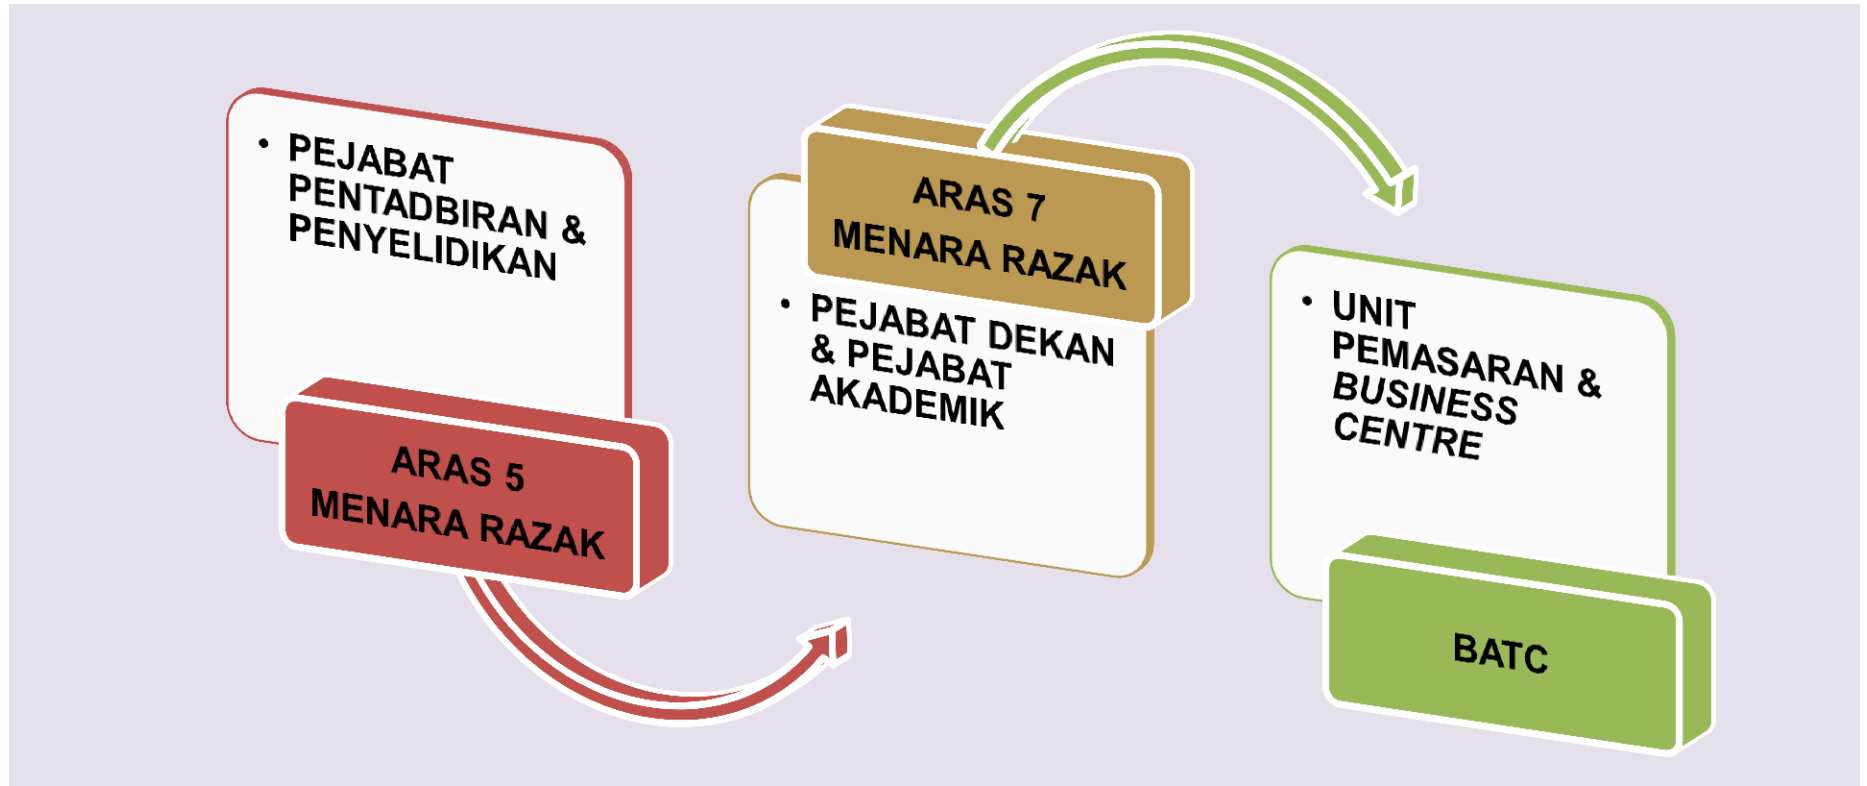 • PEJABAT
PENTADBIRAN &
PENYELIDIKAN
ARAS 5
MENARA RAZAK
ARAS 7
MENARA RAZAK
• PEJABAT DEKAN
& PEJABAT
AKADEMIK
• UNIT
PEMASARAN &
BUSINESS
CENTRE
BATC